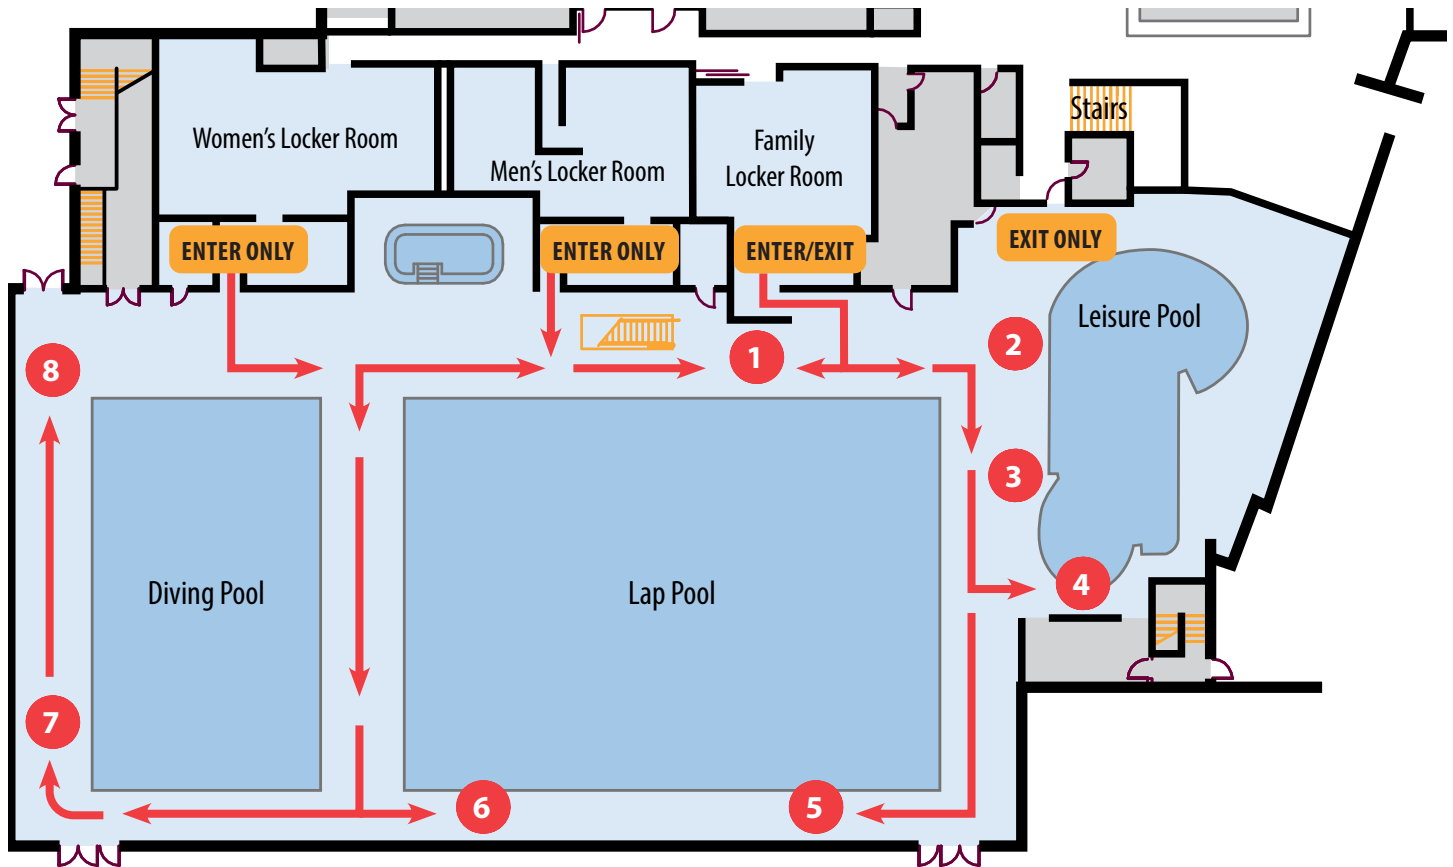 Stairs
Women's Locker Room
Men's Locker Room
Family
Locker Room
ENTER ONLY
ENTER ONLY
ENTER/EXIT
EXIT ONLY
Leisure Pool
1
2
8
3
Diving Pool
Lap Pool
4
7
6
5